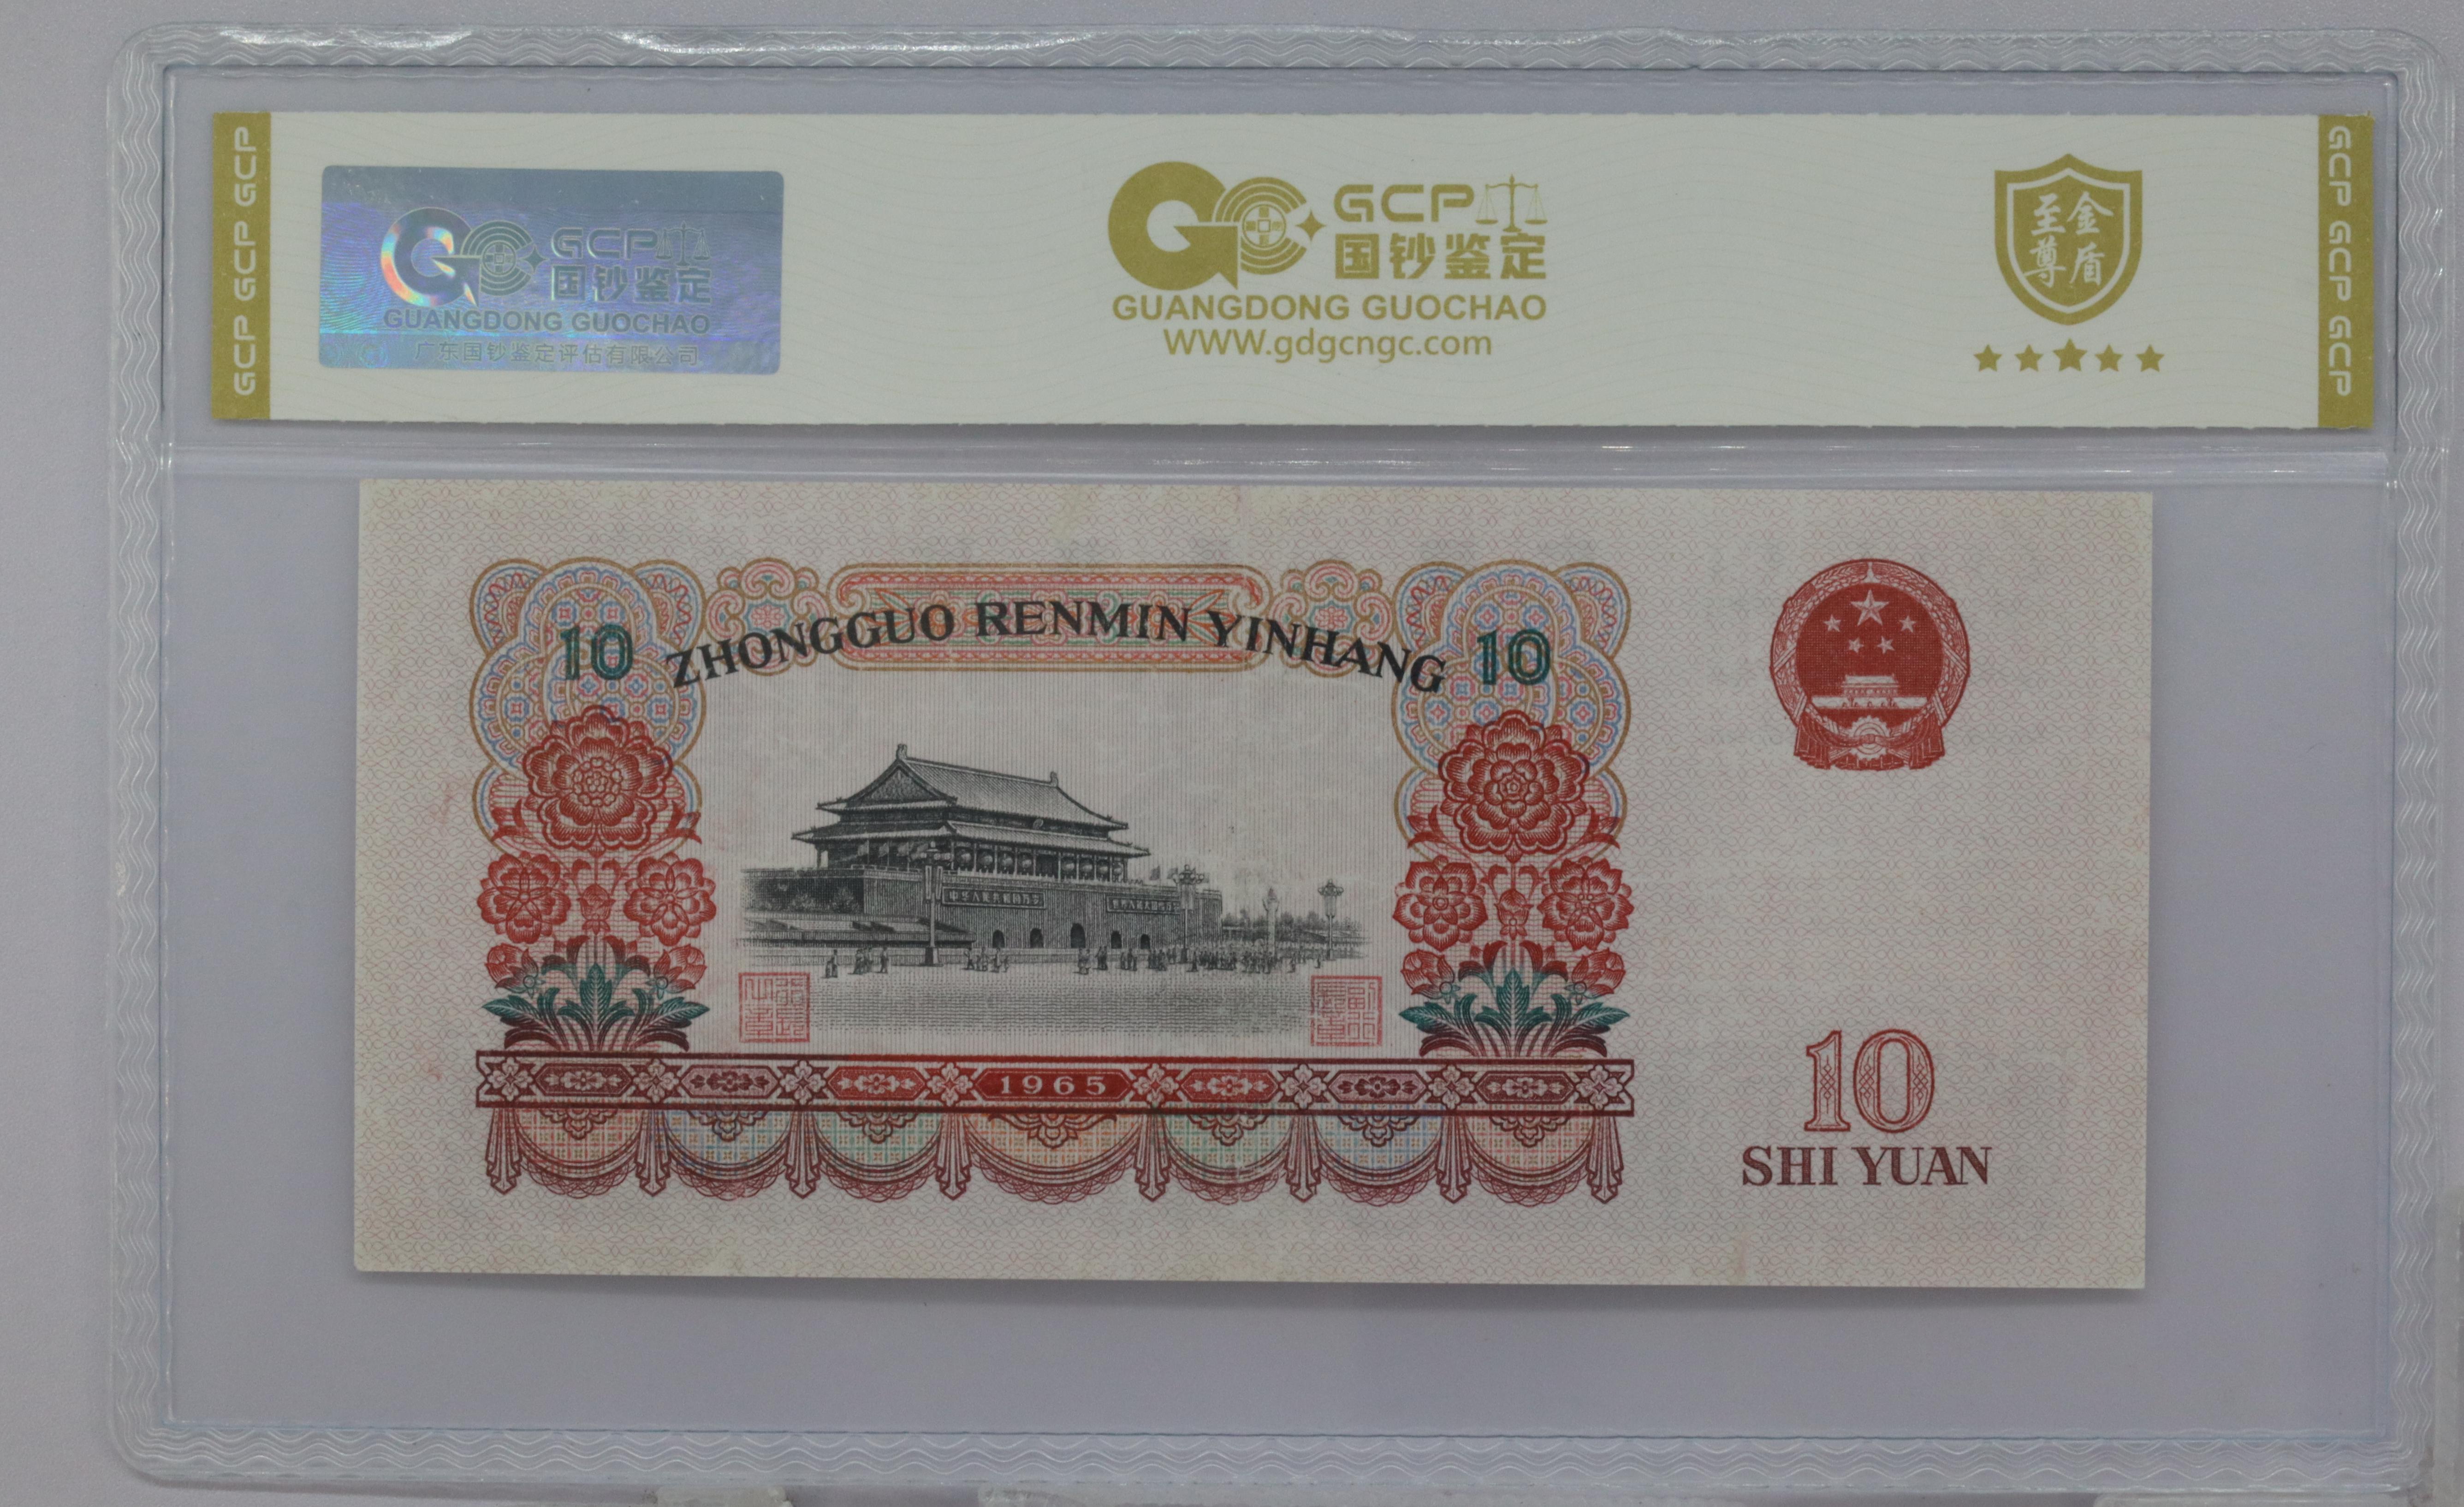 GCP GCP GCP
GCP
国钞鉴定
GUANGDONG GUOCHAO
广东国钞鉴定评估有限公司
GCP
国钞鉴定
GUANGDONG GUOCHAO
WWW.gdgcngc.com
金盾
至尊
GCP GCP GCP
10
ZHONGGUO RENMIN YINHANG
10
1965
10
SHI YUAN